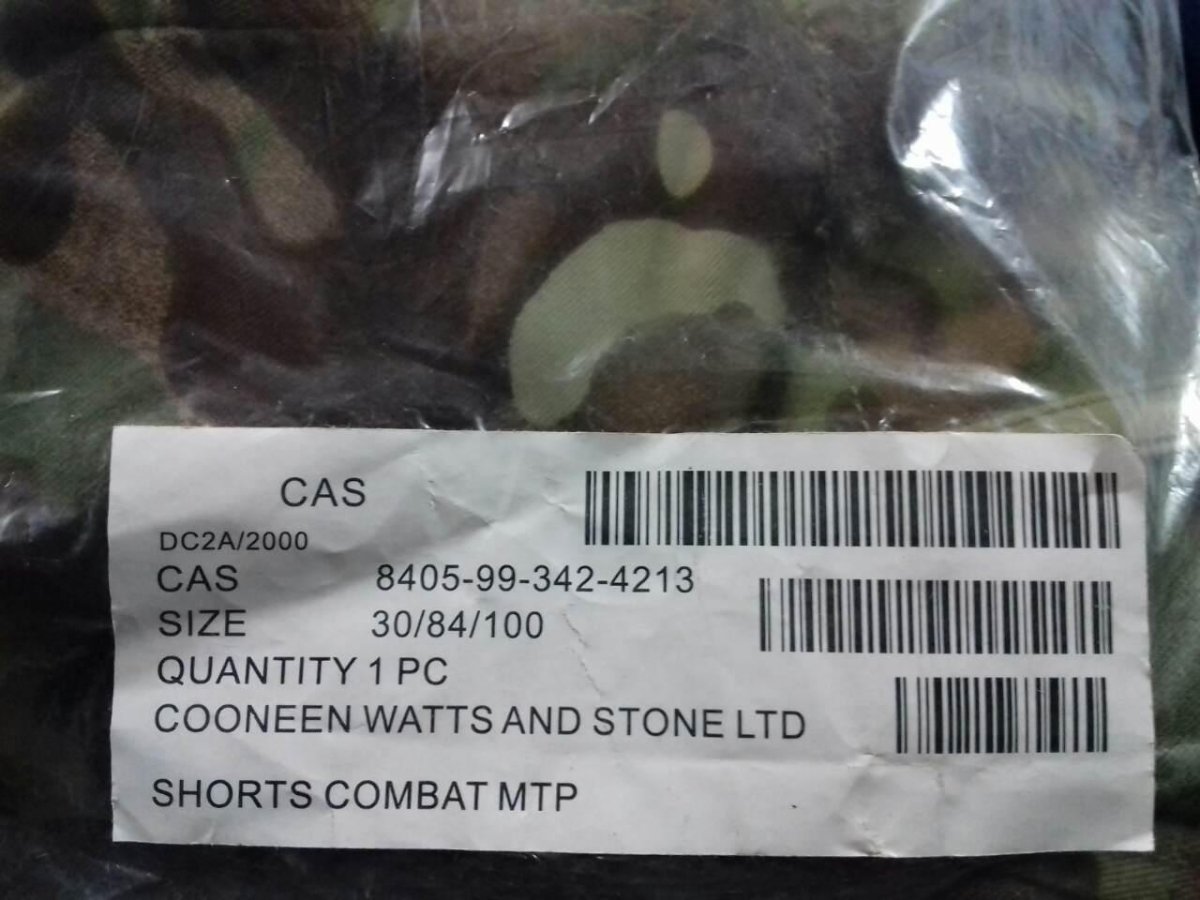 CAS
DC2A/2000
CAS 8405-99-342-4213
SIZE 30/84/100
QUANTITY 1 PC
COONEEN WATTS AND STONE LTD
SHORTS COMBAT MTP